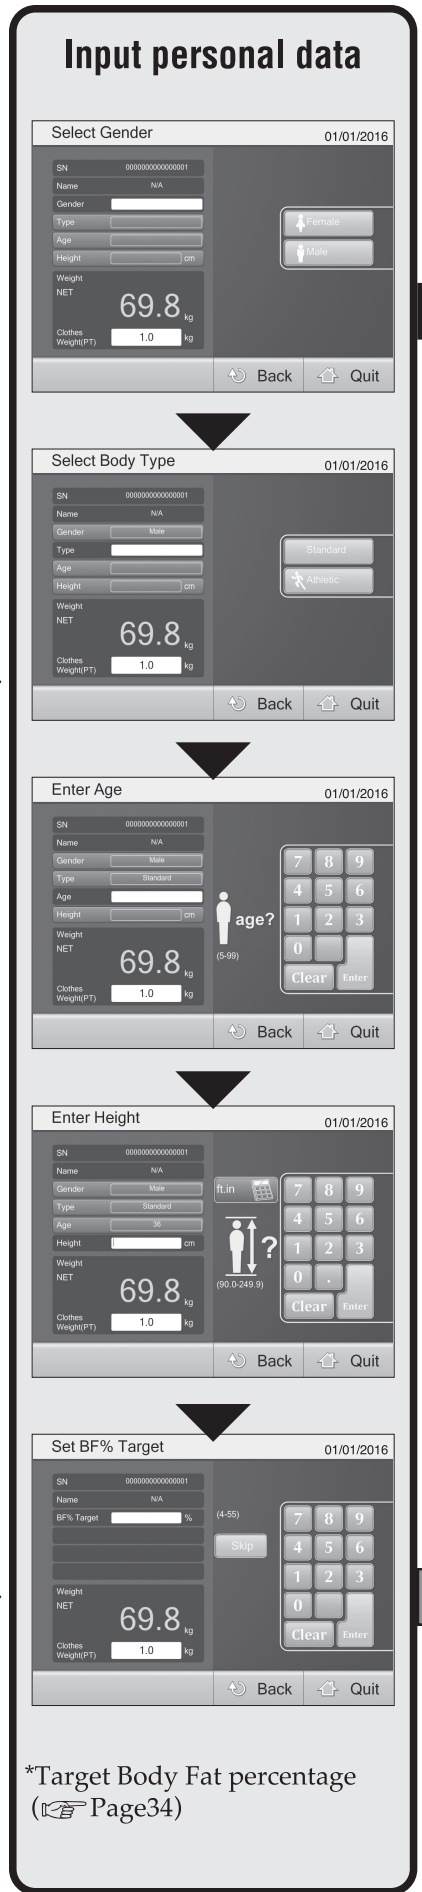 Input personal data
Select Gender 01/01/2016
SN 0000000000000001
Name N/A
Gender
Type
Age
Height cm
Weight
NET
69.8 kg
Clothes
Weight(PT) 1.0 kg
Female
Male
Back Quit
Select Body Type 01/01/2016
SN 0000000000000001
Name N/A
Gender Male
Type
Age
Height cm
Weight
NET
69.8 kg
Clothes
Weight(PT) 1.0 kg
Standard
Athletic
Back Quit
Enter Age 01/01/2016
SN 0000000000000001
Name N/A
Gender Male
Type Standard
Age
Height cm
Weight
NET
69.8 kg
Clothes
Weight(PT) 1.0 kg
age?
(5-99)
7 8 9
4 5 6
1 2 3
0
Clear Enter
Back Quit
Enter Height 01/01/2016
SN 0000000000000001
Name N/A
Gender Male
Type Standard
Age 36
Height cm
Weight
NET
69.8 kg
Clothes
Weight(PT) 1.0 kg
ft.in
?
(90.0-249.9)
7 8 9
4 5 6
1 2 3
0 .
Clear Enter
Back Quit
Set BF% Target 01/01/2016
SN 0000000000000001
Name N/A
BF% Target %
Weight
NET
69.8 kg
Clothes
Weight(PT) 1.0 kg
(4-55)
Skip
7 8 9
4 5 6
1 2 3
0
Clear Enter
Back Quit
*Target Body Fat percentage
(☞ Page34)